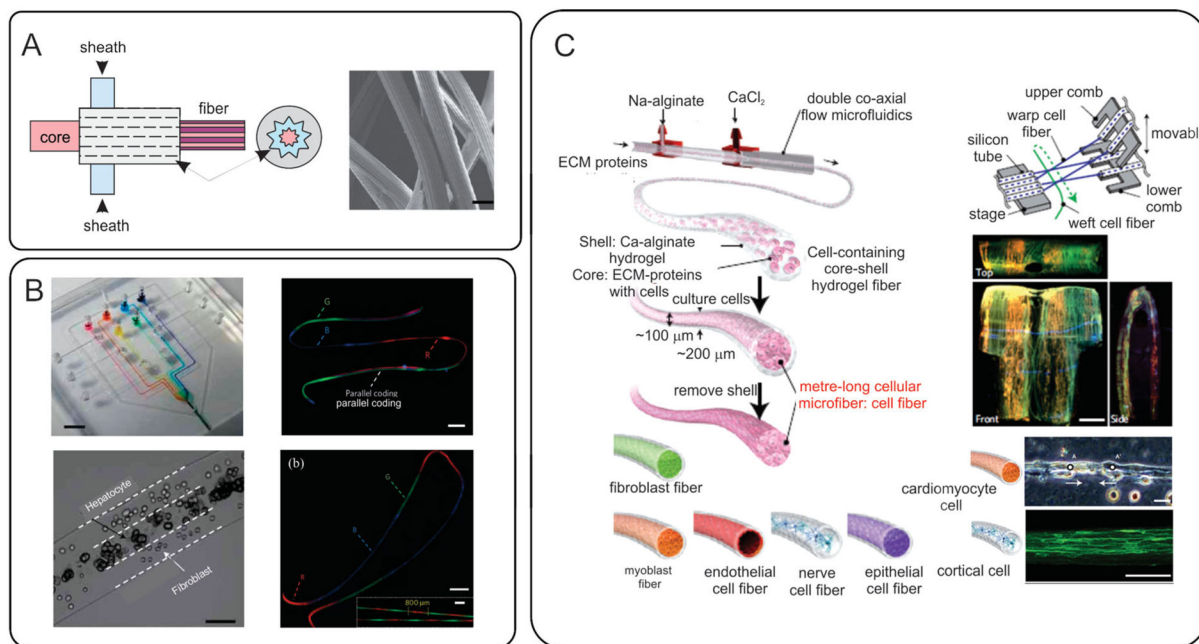 A
sheath
core
fiber
sheath
B
G
B
R
Parallel coding
parallel coding
Hepatocyte
Fibroblast
(b)
G
B
R
800 μm
C
Na-alginate
CaCl2
double co-axial
flow microfluidics
ECM proteins
Shell: Ca-alginate
hydrogel
Core: ECM-proteins
with cells
Cell-containing
core-shell
hydrogel fiber
culture cells
~100 μm
~200 μm
remove shell
metre-long cellular
microfiber: cell fiber
fibroblast fiber
myoblast
fiber
endothelial
cell fiber
nerve
cell fiber
epithelial
cell fiber
upper comb
warp cell
fiber
movabl
silicon
tube
stage
lower
comb
weft cell fiber
Top
Front
Side
cardiomyocyte
cell
A
A'
cortical cell